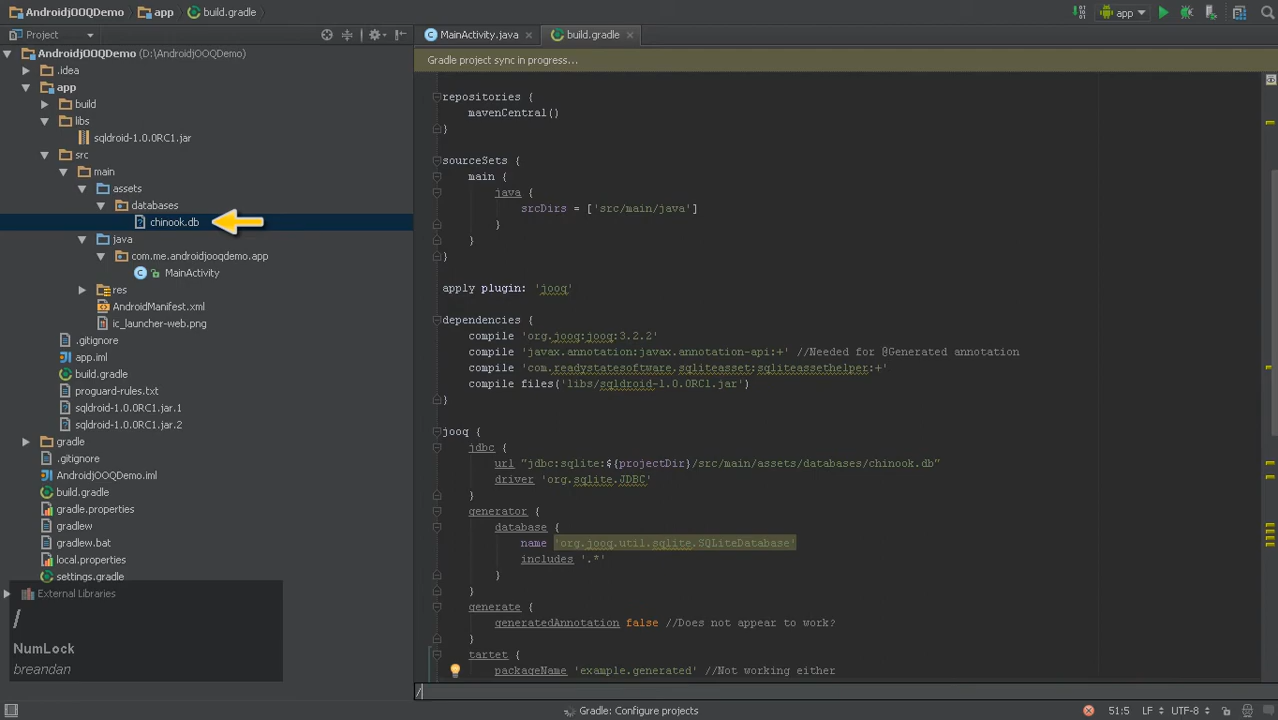 AndroidjOOQDemo app build.gradle
app
Project
MainActivity.java × build.gradle ×
Gradle project sync in progress...
AndroidjOOQDemo (D:\AndroidjOOQDemo)
.idea
app
build
libs
sqldroid-1.0.0RC1.jar
src
main
assets
databases
chinook.db
java
com.me.androidjooqdemo.app
MainActivity
res
AndroidManifest.xml
ic_launcher-web.png
.gitignore
app.iml
build.gradle
proguard-rules.txt
sqldroid-1.0.0RC1.jar.1
sqldroid-1.0.0RC1.jar.2
gradle
.gitignore
AndroidjOOQDemo.iml
build.gradle
gradle.properties
gradlew
gradlew.bat
local.properties
settings.gradle
External Libraries
/
NumLock
breandan
repositories {
mavenCentral()
}
sourceSets {
main {
java {
srcDirs = ['src/main/java']
}
}
}
apply plugin: 'jooq'
dependencies {
compile 'org.jooq:jooq:3.2.2'
compile 'javax.annotation:javax.annotation-api:+' //Needed for @Generated annotation
compile 'com.readystatesoftware.sqliteasset:sqliteassethelper:+'
compile files('libs/sqldroid-1.0.0RC1.jar')
}
jooq {
jdbc {
url "jdbc:sqlite:${projectDir}/src/main/assets/databases/chinook.db"
driver 'org.sqlite.JDBC'
}
generator {
database {
name 'org.jooq.util.sqlite.SQLiteDatabase'
includes '.*'
}
}
generate {
generatedAnnotation false //Does not appear to work?
}
tartet {
packageName 'example.generated' //Not working either
/
Gradle: Configure projects
51:5 LF UTF-8